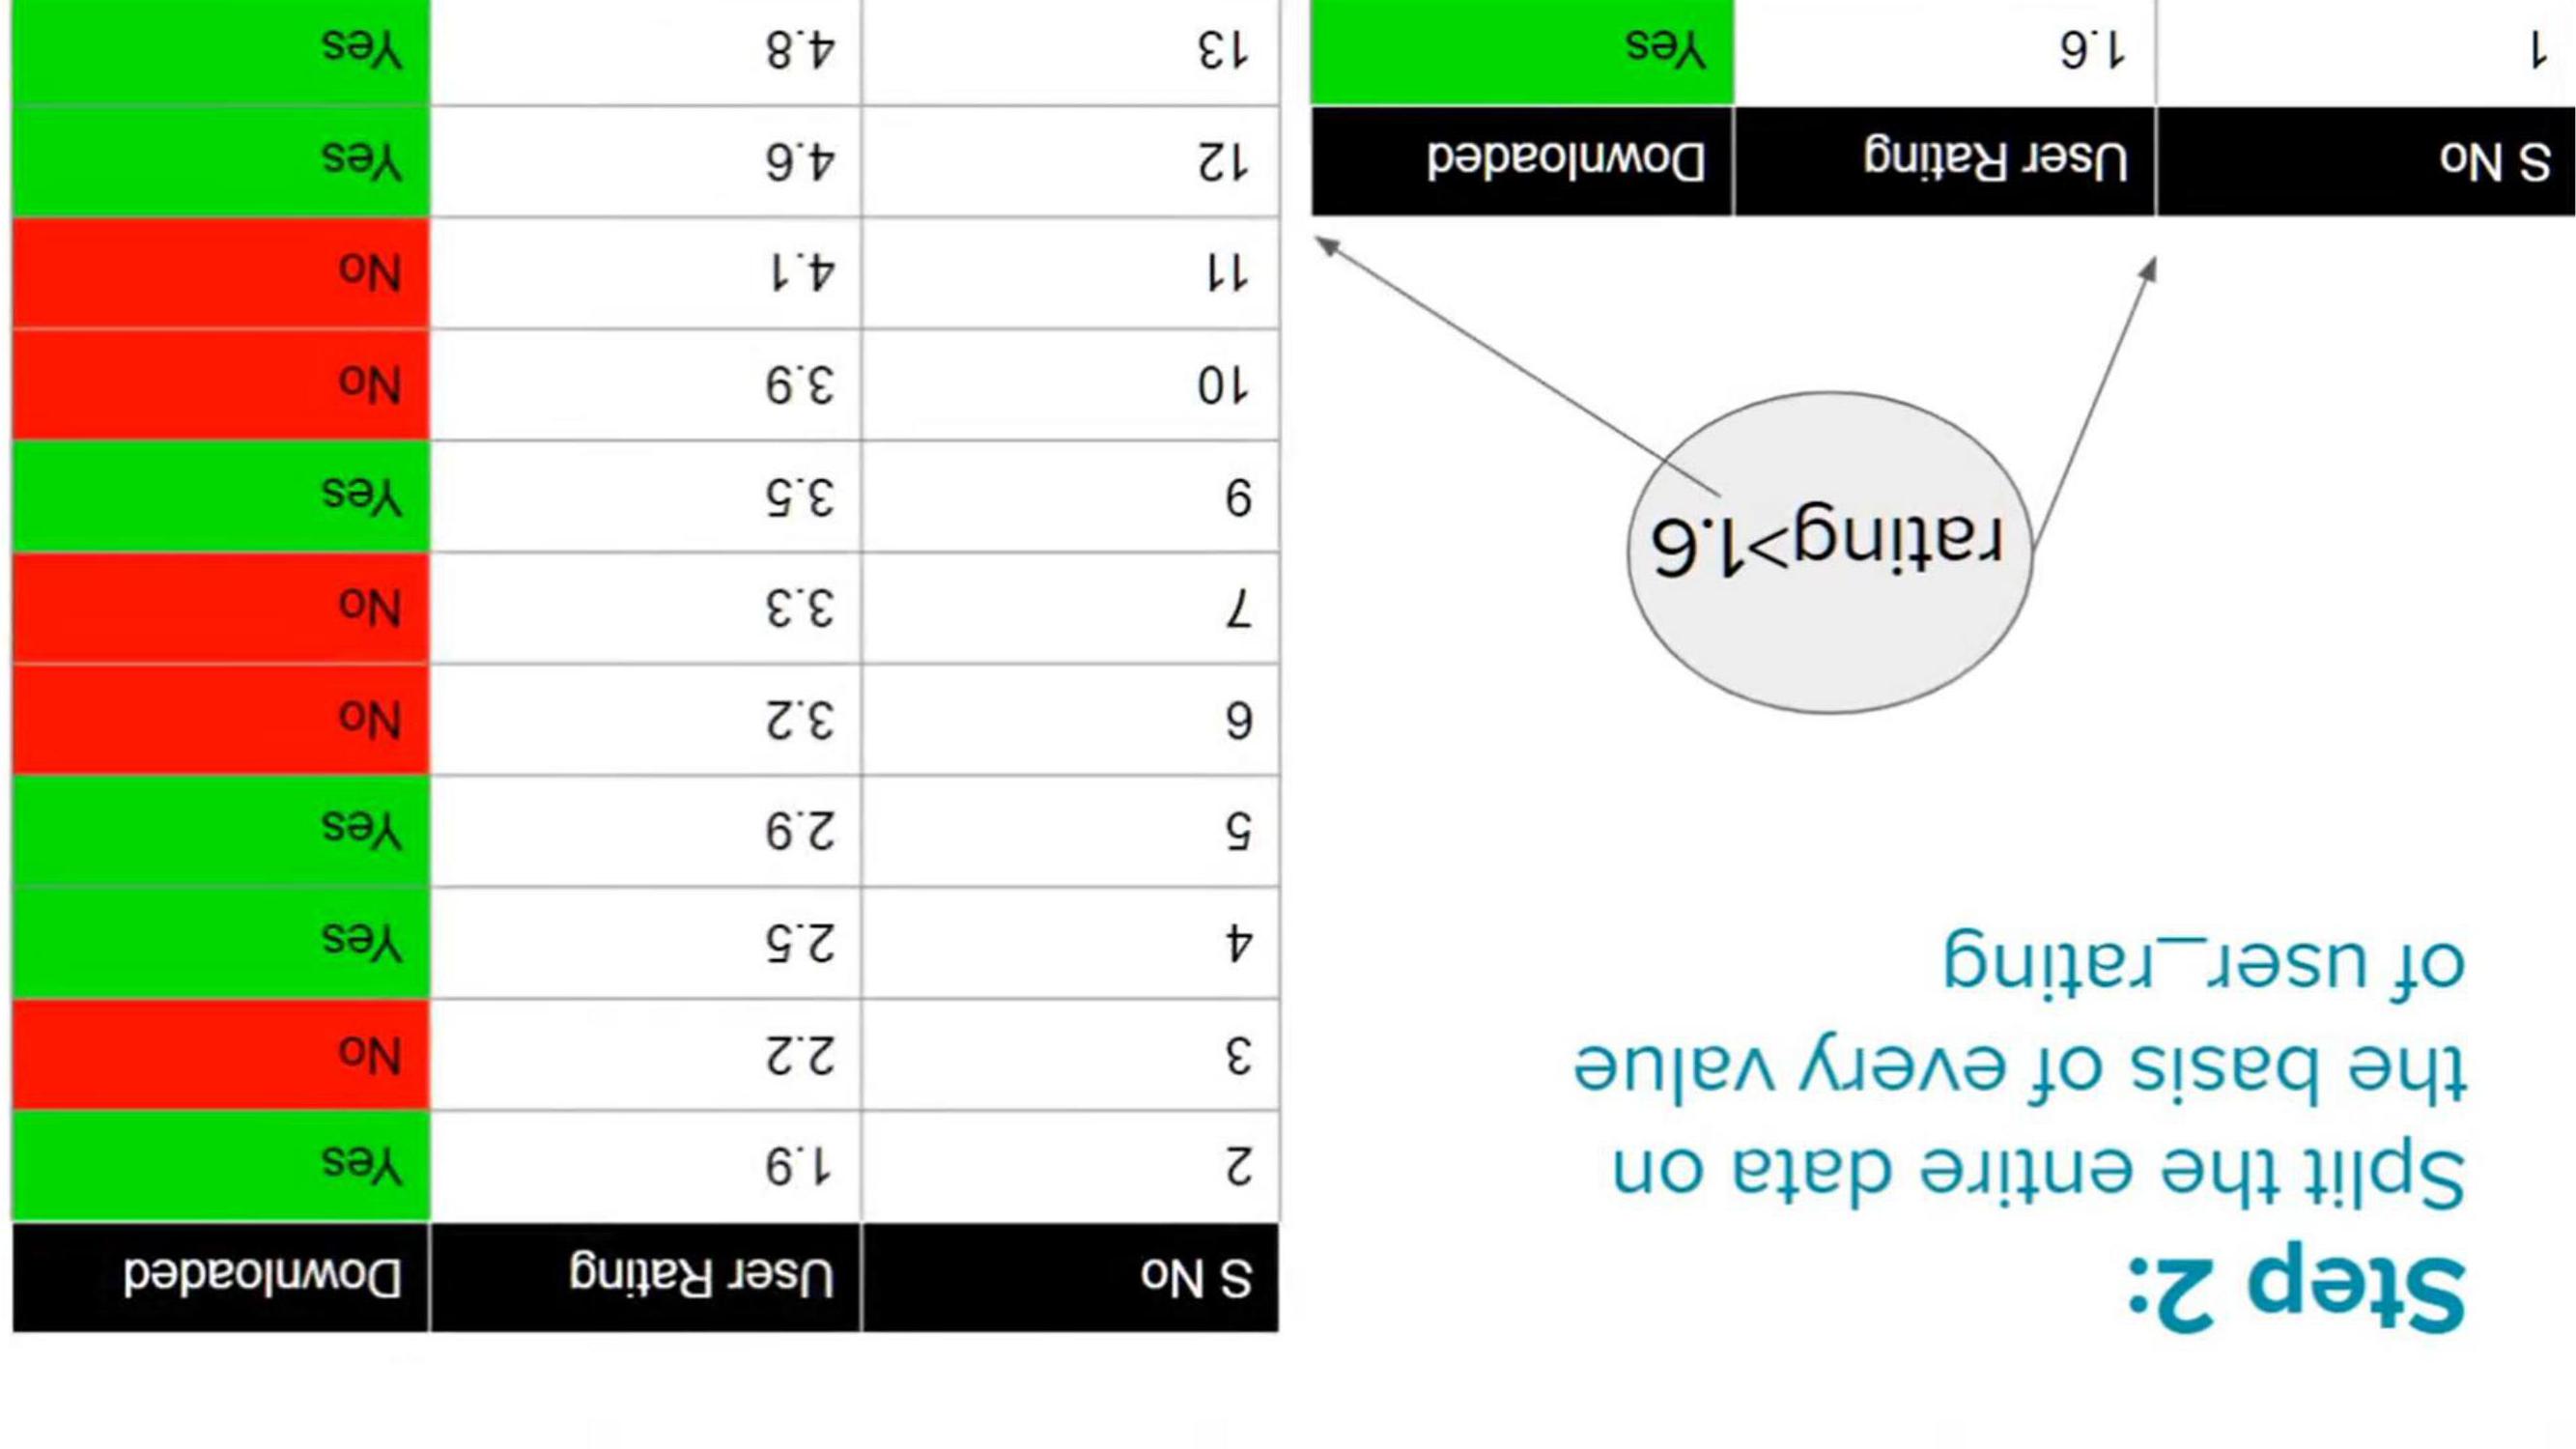 Step 2:
Split the entire data on
the basis of every value
of user_rating
rating>1.6
S No User Rating Downloaded
1 1.6 Yes
S No User Rating Downloaded
2 1.9 Yes
3 2.2 No
4 2.5 Yes
5 2.9 Yes
6 3.2 No
7 3.3 No
9 3.5 Yes
10 3.9 No
11 4.1 No
12 4.6 Yes
13 4.8 Yes